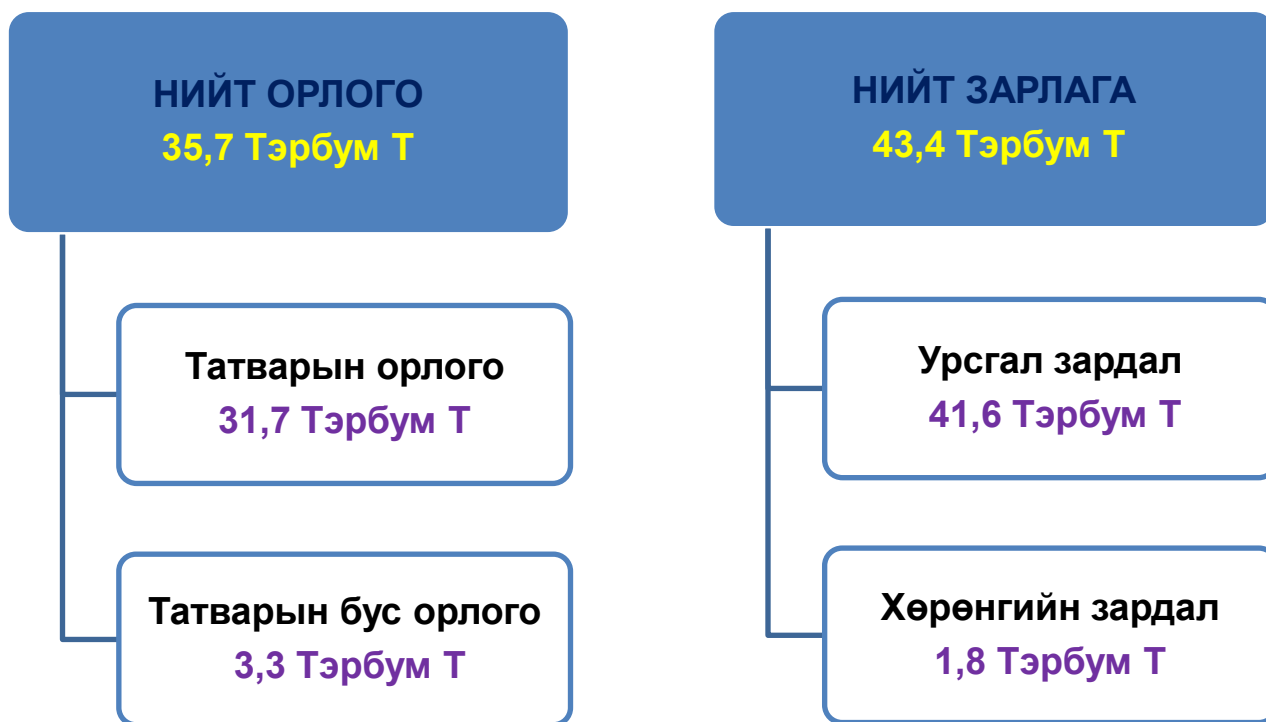 НИЙТ ОРЛОГО
35,7 Тэрбум Т
Татварын орлого
31,7 Тэрбум Т
Татварын бус орлого
3,3 Тэрбум Т
НИЙТ ЗАРЛАГА
43,4 Тэрбум Т
Урсгал зардал
41,6 Тэрбум Т
Хөрөнгийн зардал
1,8 Тэрбум Т